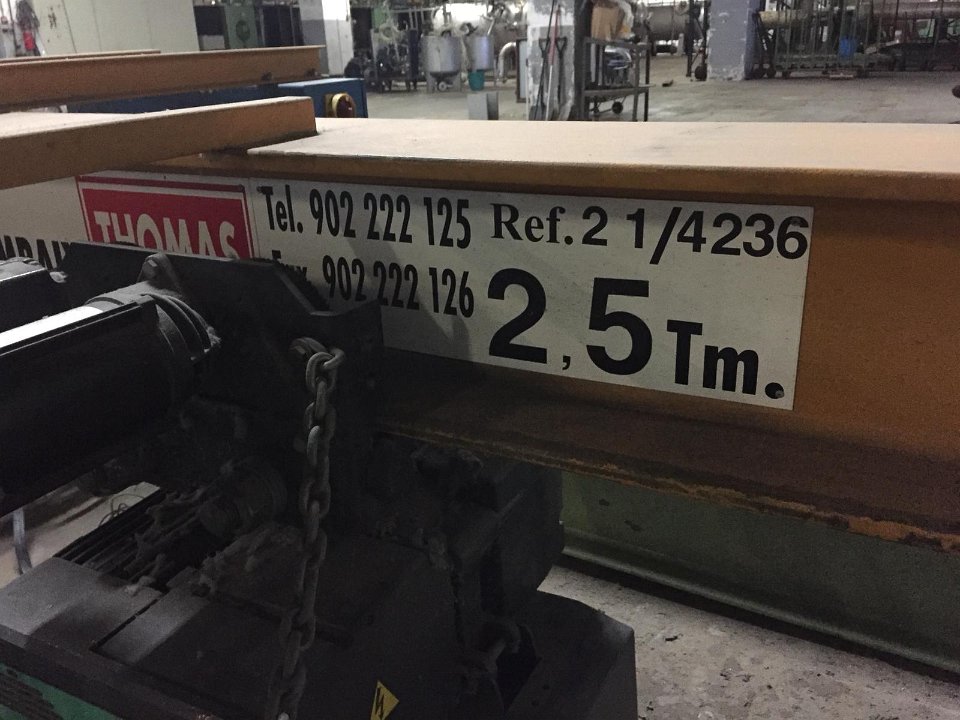 THOMAS
Tel. 902 222 125
902 222 126
Ref. 2 1/4236
2,5 Tm.